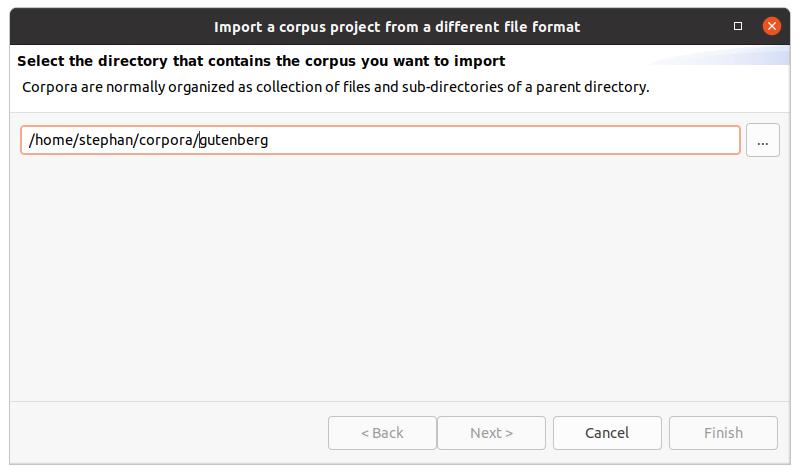 Import a corpus project from a different file format
Select the directory that contains the corpus you want to import
Corpora are normally organized as collection of files and sub-directories of a parent directory.
/home/stephan/corpora/gutenberg
...
< Back
Next >
Cancel
Finish